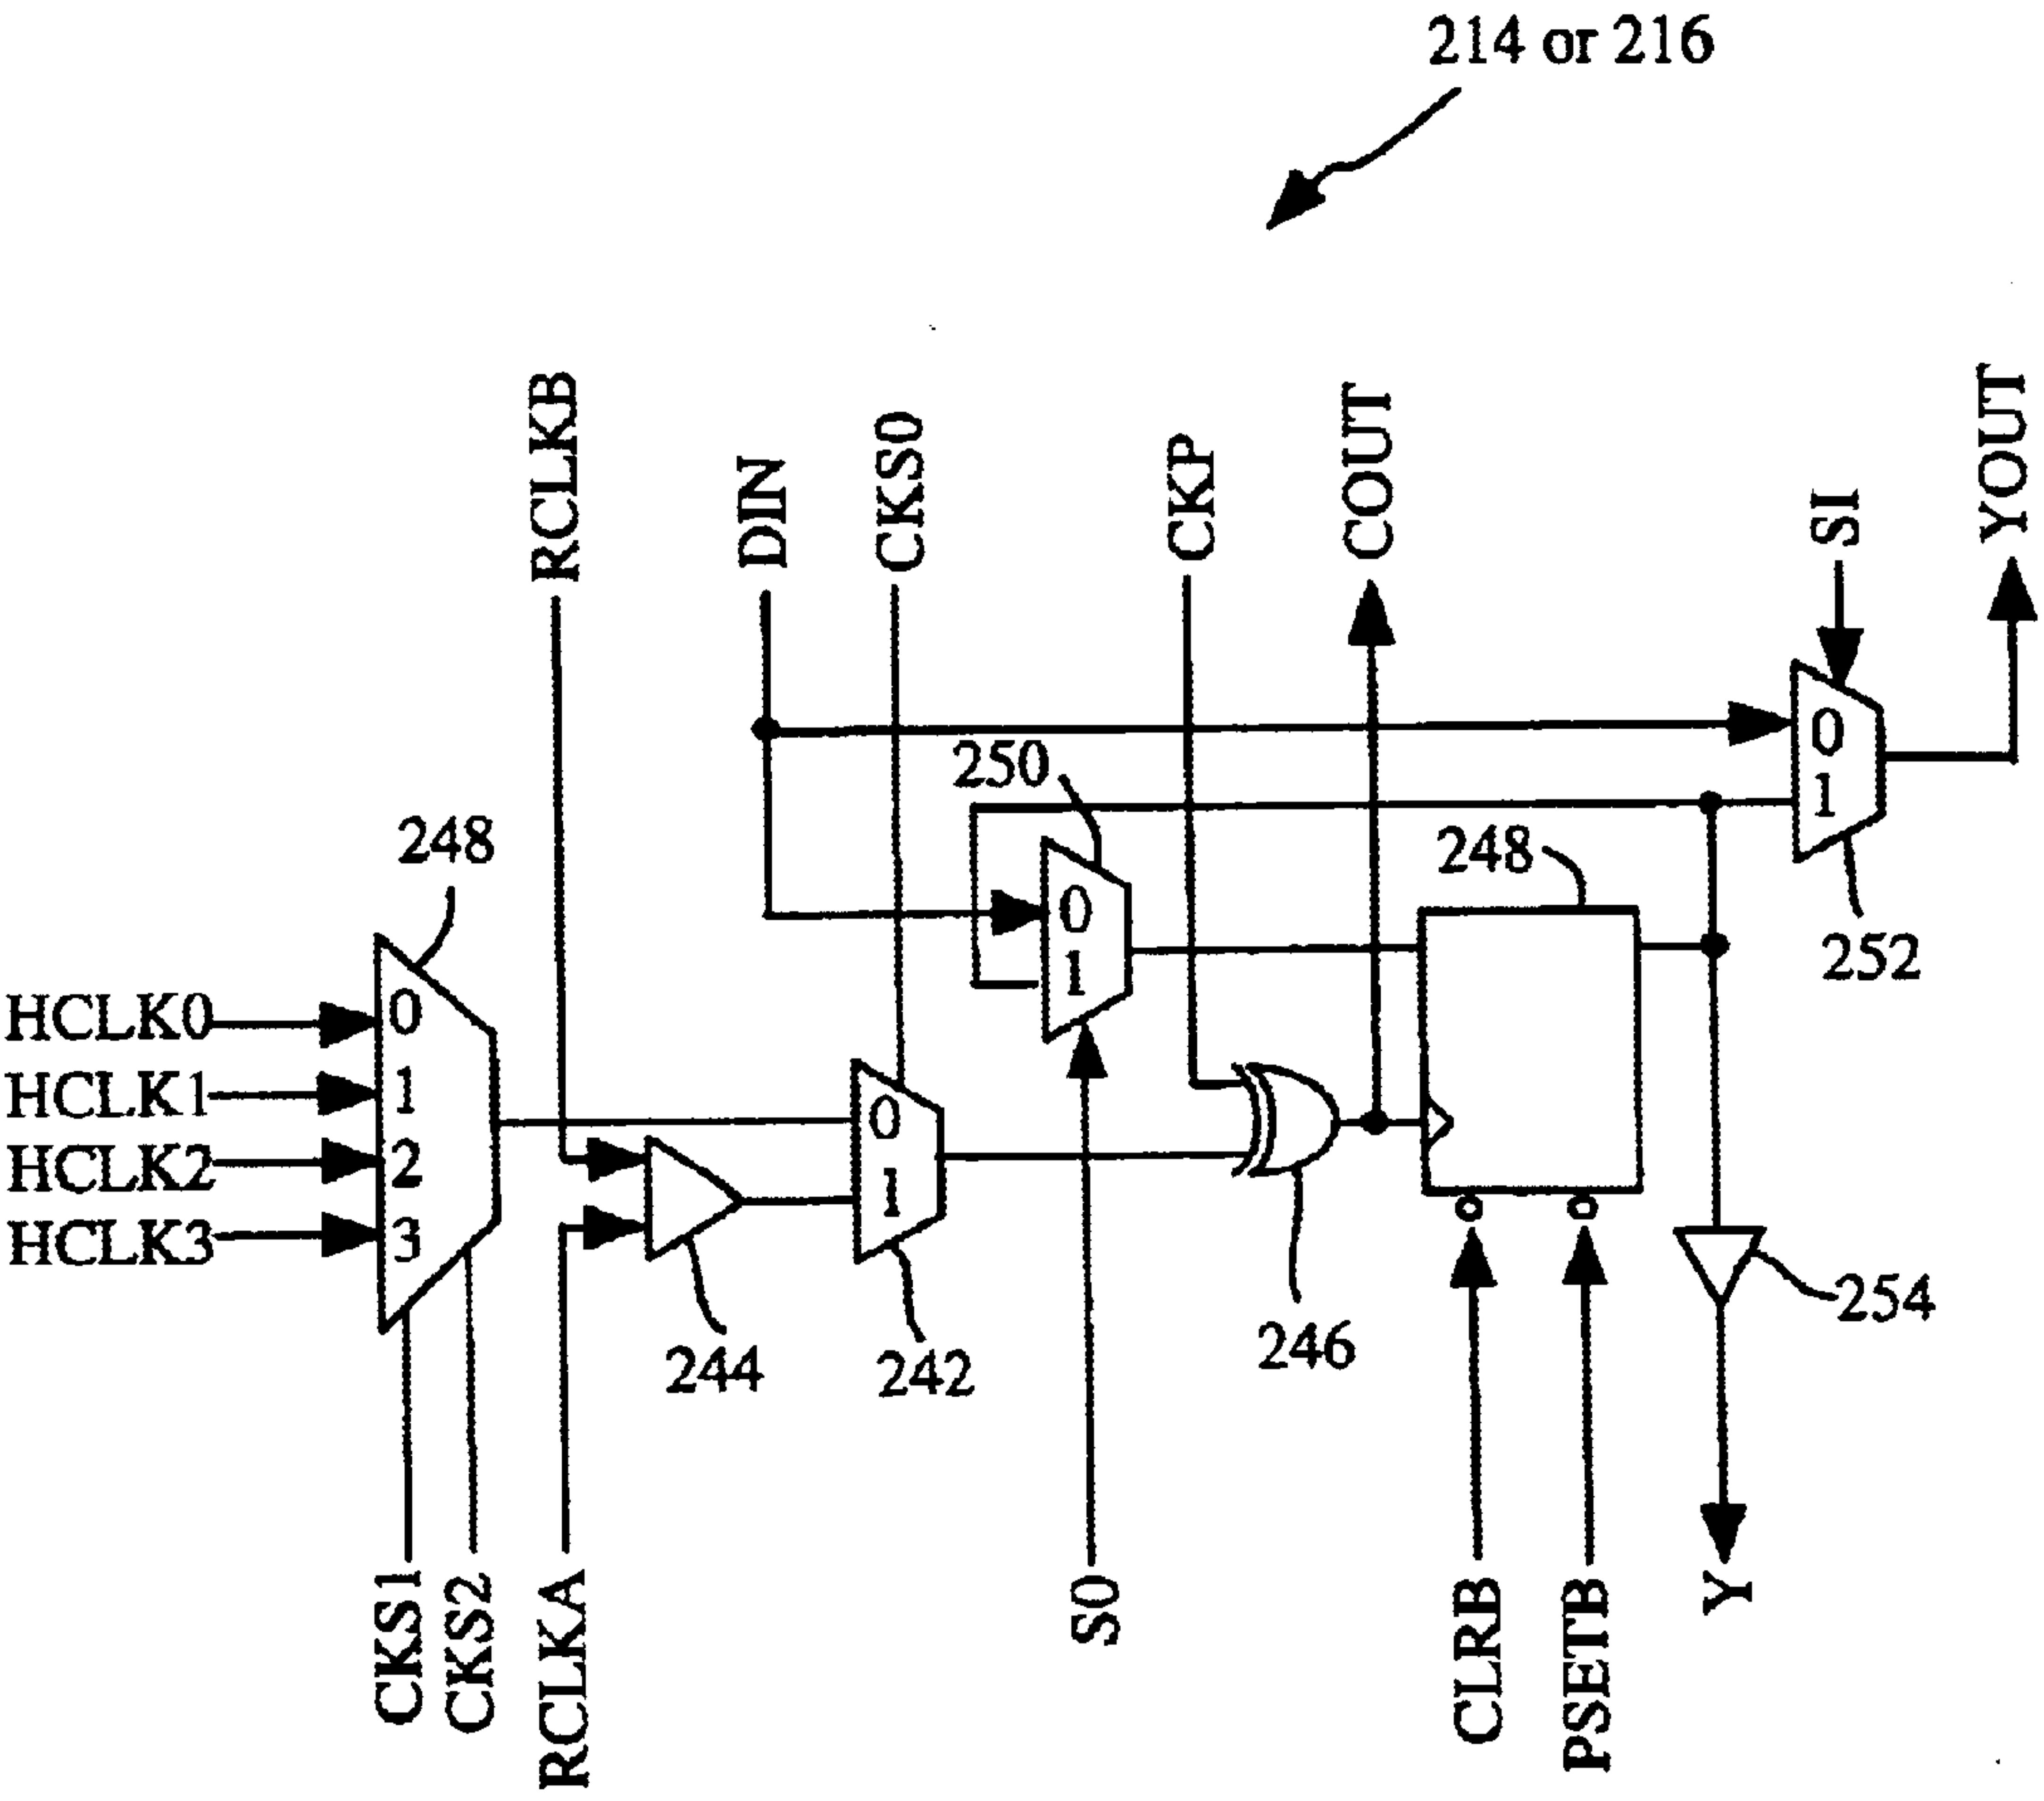 214 or 216
RCLKB
DIN
CKS0
CKP
COUT
SI
YOUT
250
0
1
248
248
252
0
1
HCLK0
HCLK1
HCLK2
HCLK3
0
1
2
3
0
1
244
242
246
254
CKS1
CKS2
RCLKA
S0
CLRB
PSETB
Y